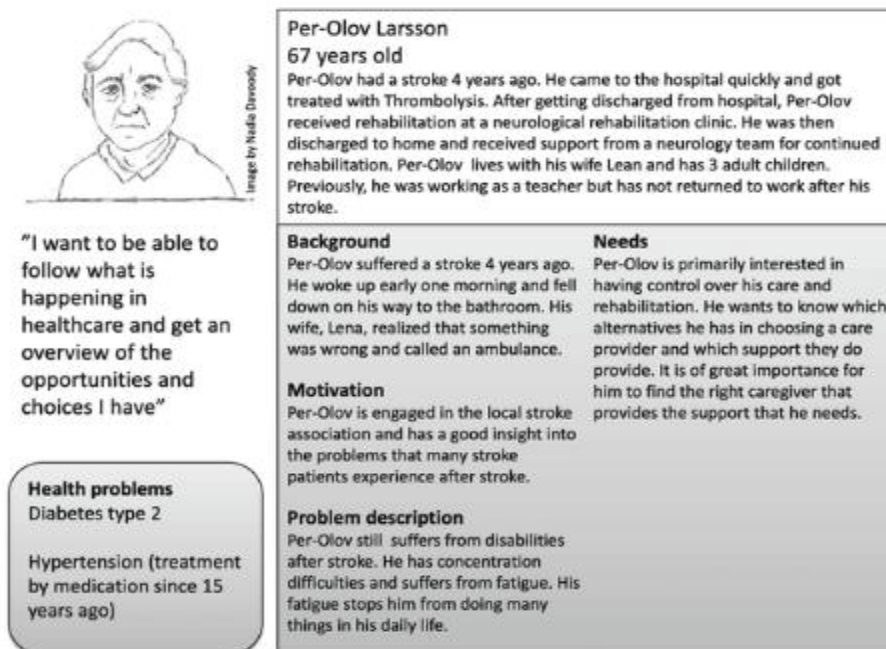 Image by Nadia Davoody
"I want to be able to
follow what is
happening in
healthcare and get an
overview of the
opportunities and
choices I have"
Health problems
Diabetes type 2
Hypertension (treatment
by medication since 15
years ago)
Per-Olov Larsson
67 years old
Per-Olov had a stroke 4 years ago. He came to the hospital quickly and got
treated with Thrombolysis. After getting discharged from hospital, Per-Olov
received rehabilitation at a neurological rehabilitation clinic. He was then
discharged to home and received support from a neurology team for continued
rehabilitation. Per-Olov lives with his wife Lean and has 3 adult children.
Previously, he was working as a teacher but has not returned to work after his
stroke.
Background
Per-Olov suffered a stroke 4 years ago.
He woke up early one morning and fell
down on his way to the bathroom. His
wife, Lena, realized that something
was wrong and called an ambulance.
Motivation
Per-Olov is engaged in the local stroke
association and has a good insight into
the problems that many stroke
patients experience after stroke.
Problem description
Per-Olov still suffers from disabilities
after stroke. He has concentration
difficulties and suffers from fatigue. His
fatigue stops him from doing many
things in his daily life.
Needs
Per-Olov is primarily interested in
having control over his care and
rehabilitation. He wants to know which
alternatives he has in choosing a care
provider and which support they do
provide. It is of great importance for
him to find the right caregiver that
provides the support that he needs.